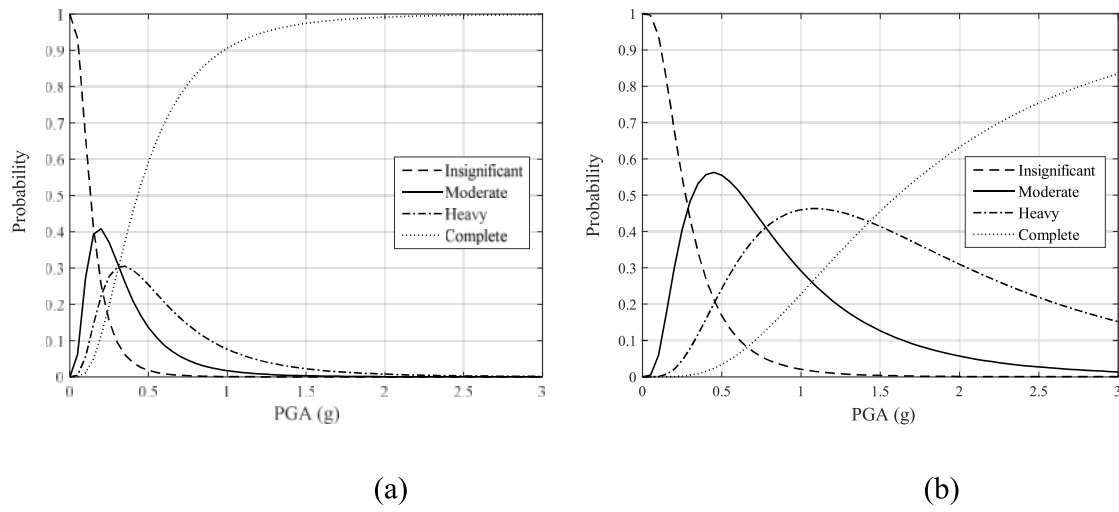 1
0.9
0.8
0.7
0.6
0.5
0.4
0.3
0.2
0.1
0
Probability
Insignificant
Moderate
Heavy
Complete
0 0.5 1 1.5 2 2.5 3
PGA (g)
(a)
1
0.9
0.8
0.7
0.6
0.5
0.4
0.3
0.2
0.1
0
Probability
Insignificant
Moderate
Heavy
Complete
0 0.5 1 1.5 2 2.5 3
PGA (g)
(b)